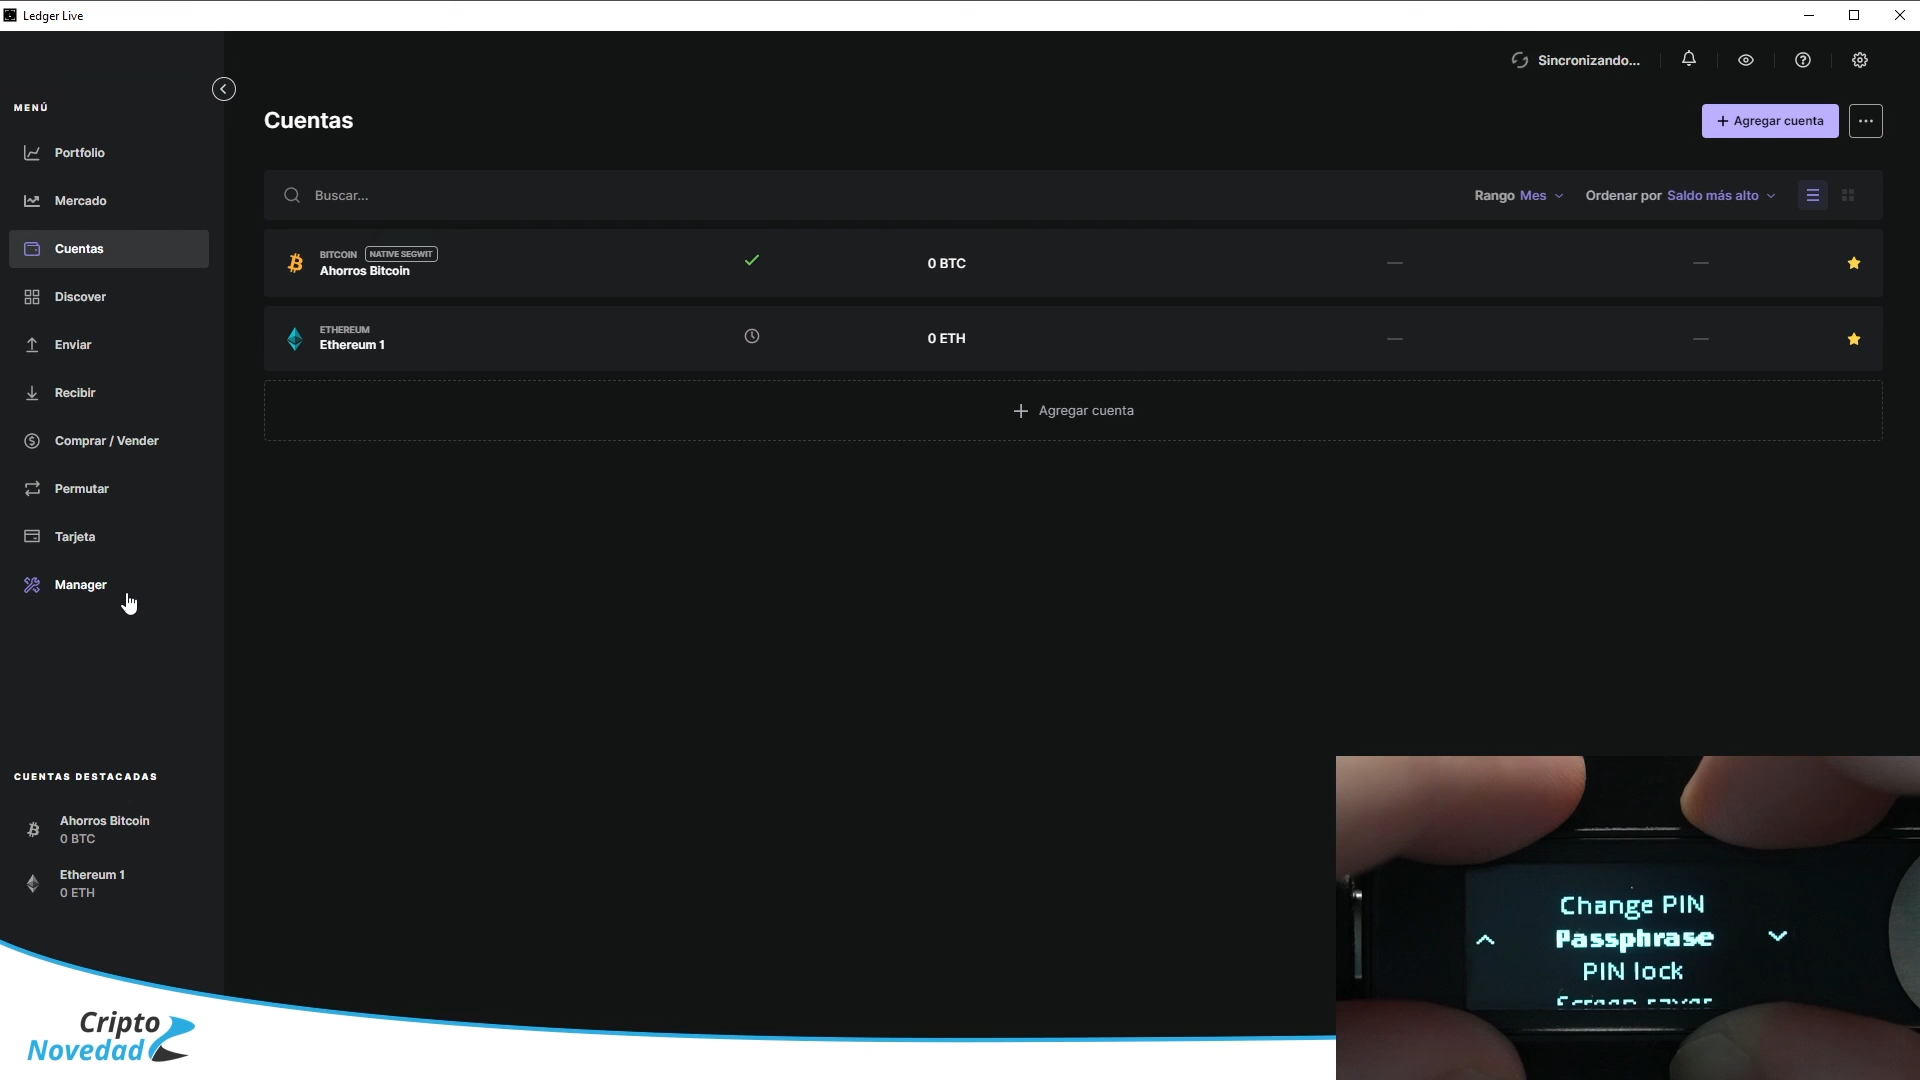 Ledger Live
Sincronizando...
MENÚ
Cuentas
+ Agregar cuenta
Portfolio
Mercado
Cuentas
Discover
Enviar
Recibir
Comprar / Vender
Permutar
Tarjeta
Manager
Buscar...
Rango Mes
Ordenar por Saldo más alto
BITCOIN NATIVE SEGWIT
Ahorros Bitcoin
0 BTC
ETHEREUM
Ethereum 1
0 ETH
+ Agregar cuenta
CUENTAS DESTACADAS
Ahorros Bitcoin
0 BTC
Ethereum 1
0 ETH
Change PIN
Passphrase
PIN lock
Screen saver
Cripto
Novedad